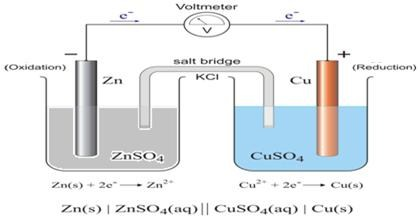 Voltmeter
e⁻ e⁻
V
− +
(Oxidation) salt bridge (Reduction)
Zn KCl Cu
ZnSO₄ CuSO₄
Zn(s) + 2e⁻ ⟶ Zn²⁺ Cu²⁺ + 2e⁻ ⟶ Cu(s)
Zn(s) | ZnSO₄(aq) || CuSO₄(aq) | Cu(s)